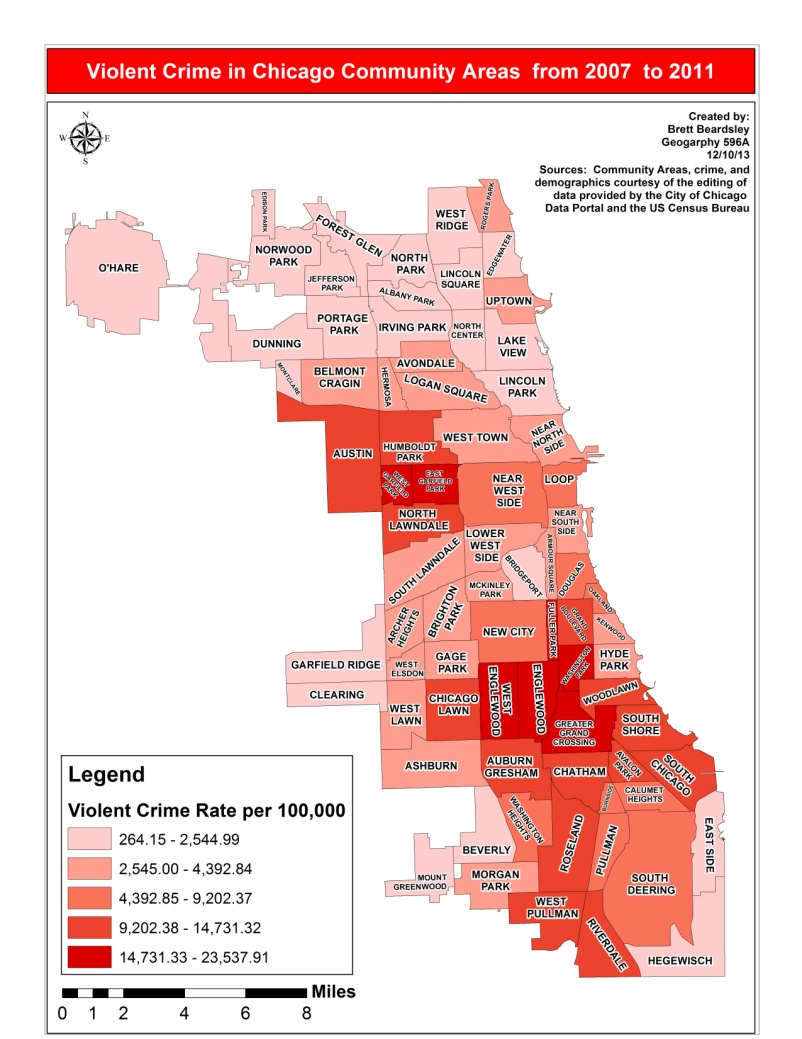 Violent Crime in Chicago Community Areas from 2007 to 2011
N
W
E
S
Created by:
Brett Beardsley
Geogarphy 596A
12/10/13
Sources: Community Areas, crime, and
demographics courtesy of the editing of
data provided by the City of Chicago
Data Portal and the US Census Bureau
EDISON PARK
ROGERS PARK
WEST
RIDGE
FOREST GLEN
NORWOOD
PARK
EDGEWATER
O'HARE
NORTH
PARK
LINCOLN
SQUARE
JEFFERSON
PARK
ALBANY PARK
UPTOWN
PORTAGE
PARK
IRVING PARK
NORTH
CENTER
DUNNING
LAKE
VIEW
MONTCLARE
BELMONT
CRAGIN
HERMOSA
AVONDALE
LOGAN SQUARE
LINCOLN
PARK
AUSTIN
HUMBOLDT
PARK
WEST TOWN
NEAR
NORTH
SIDE
WEST
GARFIELD
PARK
EAST
GARFIELD
PARK
NEAR
WEST
SIDE
LOOP
NORTH
LAWNDALE
NEAR
SOUTH
SIDE
LOWER
WEST
SIDE
SOUTH LAWNDALE
BRIDGEPORT
ARMOUR SQUARE
DOUGLAS
MCKINLEY
PARK
OAKLAND
ARCHER
HEIGHTS
BRIGHTON
PARK
NEW CITY
FULLER PARK
GRAND
BOULEVARD
KENWOOD
GARFIELD RIDGE
WEST
ELSDON
GAGE
PARK
WASHINGTON
PARK
HYDE
PARK
CLEARING
WEST
LAWN
CHICAGO
LAWN
WEST
ENGLEWOOD
ENGLEWOOD
WOODLAWN
GREATER
GRAND
CROSSING
SOUTH
SHORE
ASHBURN
AUBURN
GRESHAM
CHATHAM
AVALON
PARK
SOUTH
CHICAGO
BURNSIDE
CALUMET
HEIGHTS
WASHINGTON
HEIGHTS
ROSELAND
PULLMAN
EAST SIDE
BEVERLY
MOUNT
GREENWOOD
MORGAN
PARK
SOUTH
DEERING
WEST
PULLMAN
RIVERDALE
HEGEWISCH
Legend
Violent Crime Rate per 100,000
264.15 - 2,544.99
2,545.00 - 4,392.84
4,392.85 - 9,202.37
9,202.38 - 14,731.32
14,731.33 - 23,537.91
Miles
0 1 2 4 6 8